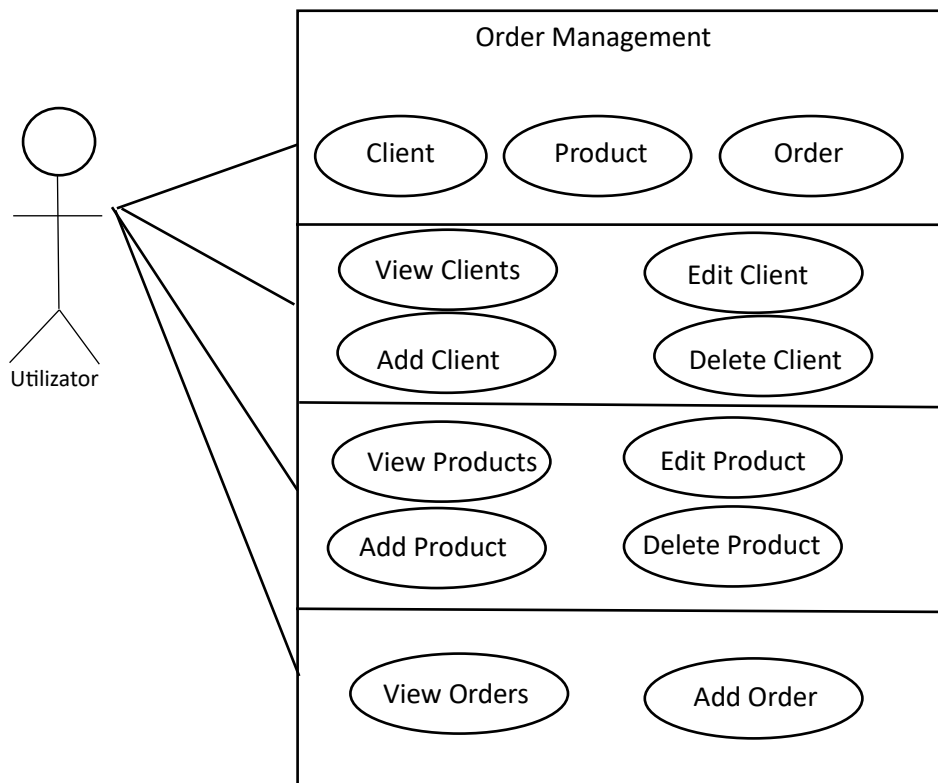 Order Management
Client
Product
Order
Utilizator
View Clients
Edit Client
Add Client
Delete Client
View Products
Edit Product
Add Product
Delete Product
View Orders
Add Order